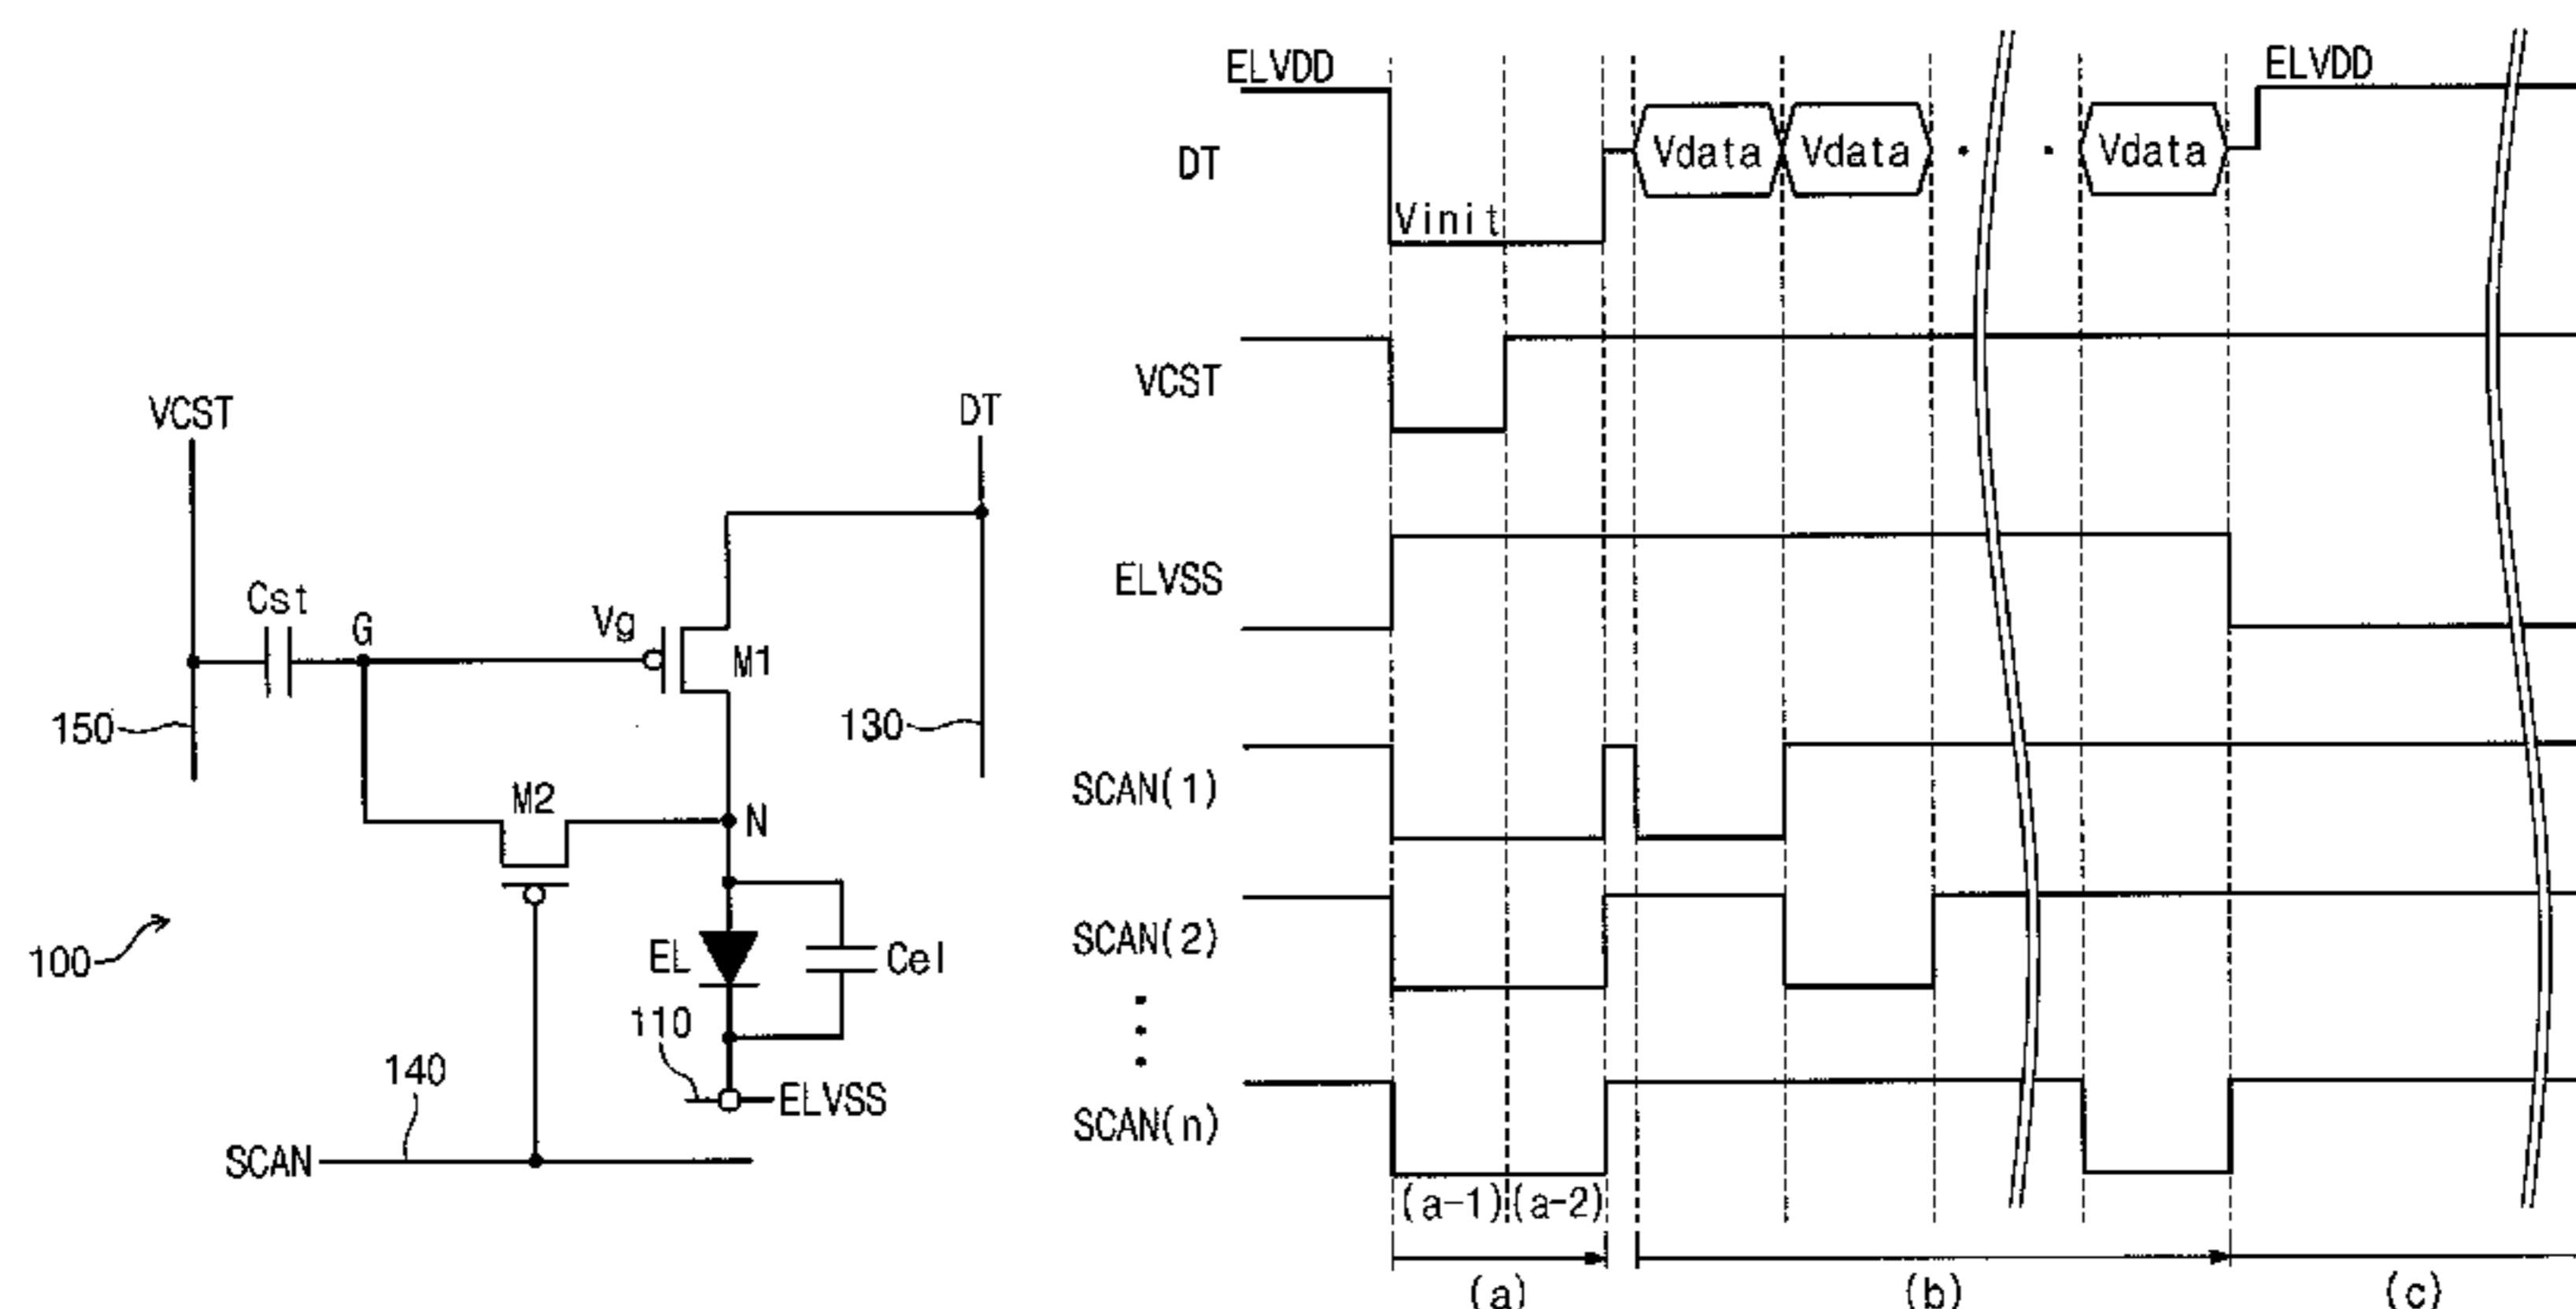 VCST
DT
Cst
G
Vg
M1
150
130
M2
N
100
EL
Cel
110
ELVSS
140
SCAN
ELVDD
ELVDD
DT
Vdata
Vdata
.
.
Vdata
Vinit
VCST
ELVSS
SCAN(1)
SCAN(2)
SCAN(n)
(a-1)
(a-2)
(a)
(b)
(c)